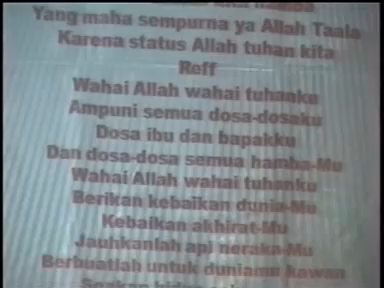 hamba
Yang maha sempurna ya Allah Taala
Karena status Allah tuhan kita
Reff
Wahai Allah wahai tuhanku
Ampuni semua dosa-dosaku
Dosa ibu dan bapakku
Dan dosa-dosa semua hamba-Mu
Wahai Allah wahai tuhanku
Berikan kebaikan dunia-Mu
Kebaikan akhirat-Mu
Jauhkanlah api neraka-Mu
Berbuatlah untuk duniamu kawan